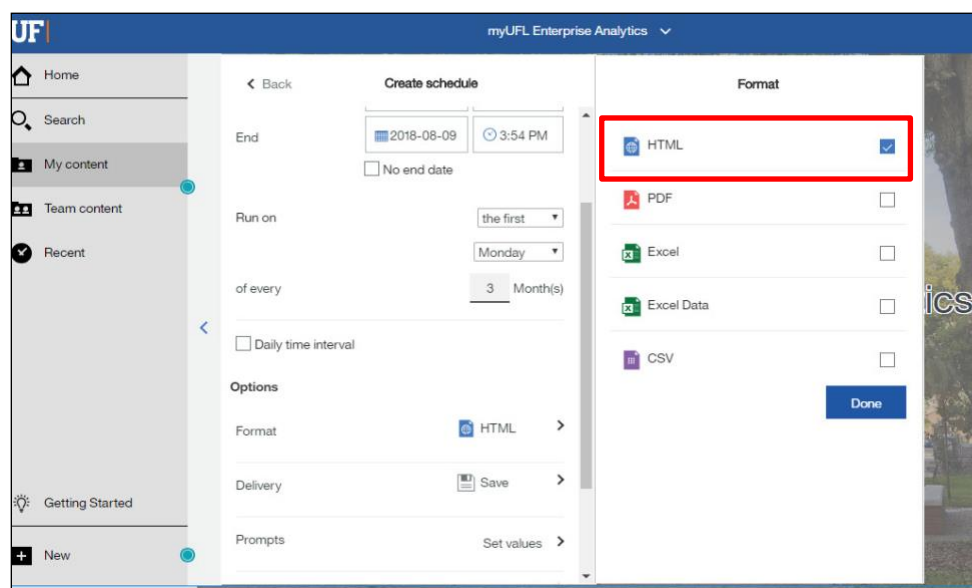 UF
myUFL Enterprise Analytics
Home
Search
My content
Team content
Recent
Getting Started
New
Back
Create schedule
End
2018-08-09
3:54 PM
No end date
Run on
the first
Monday
of every
3 Month(s)
Daily time interval
Options
Format
HTML
Delivery
Save
Prompts
Set values
Format
HTML
PDF
Excel
Excel Data
CSV
Done
ics